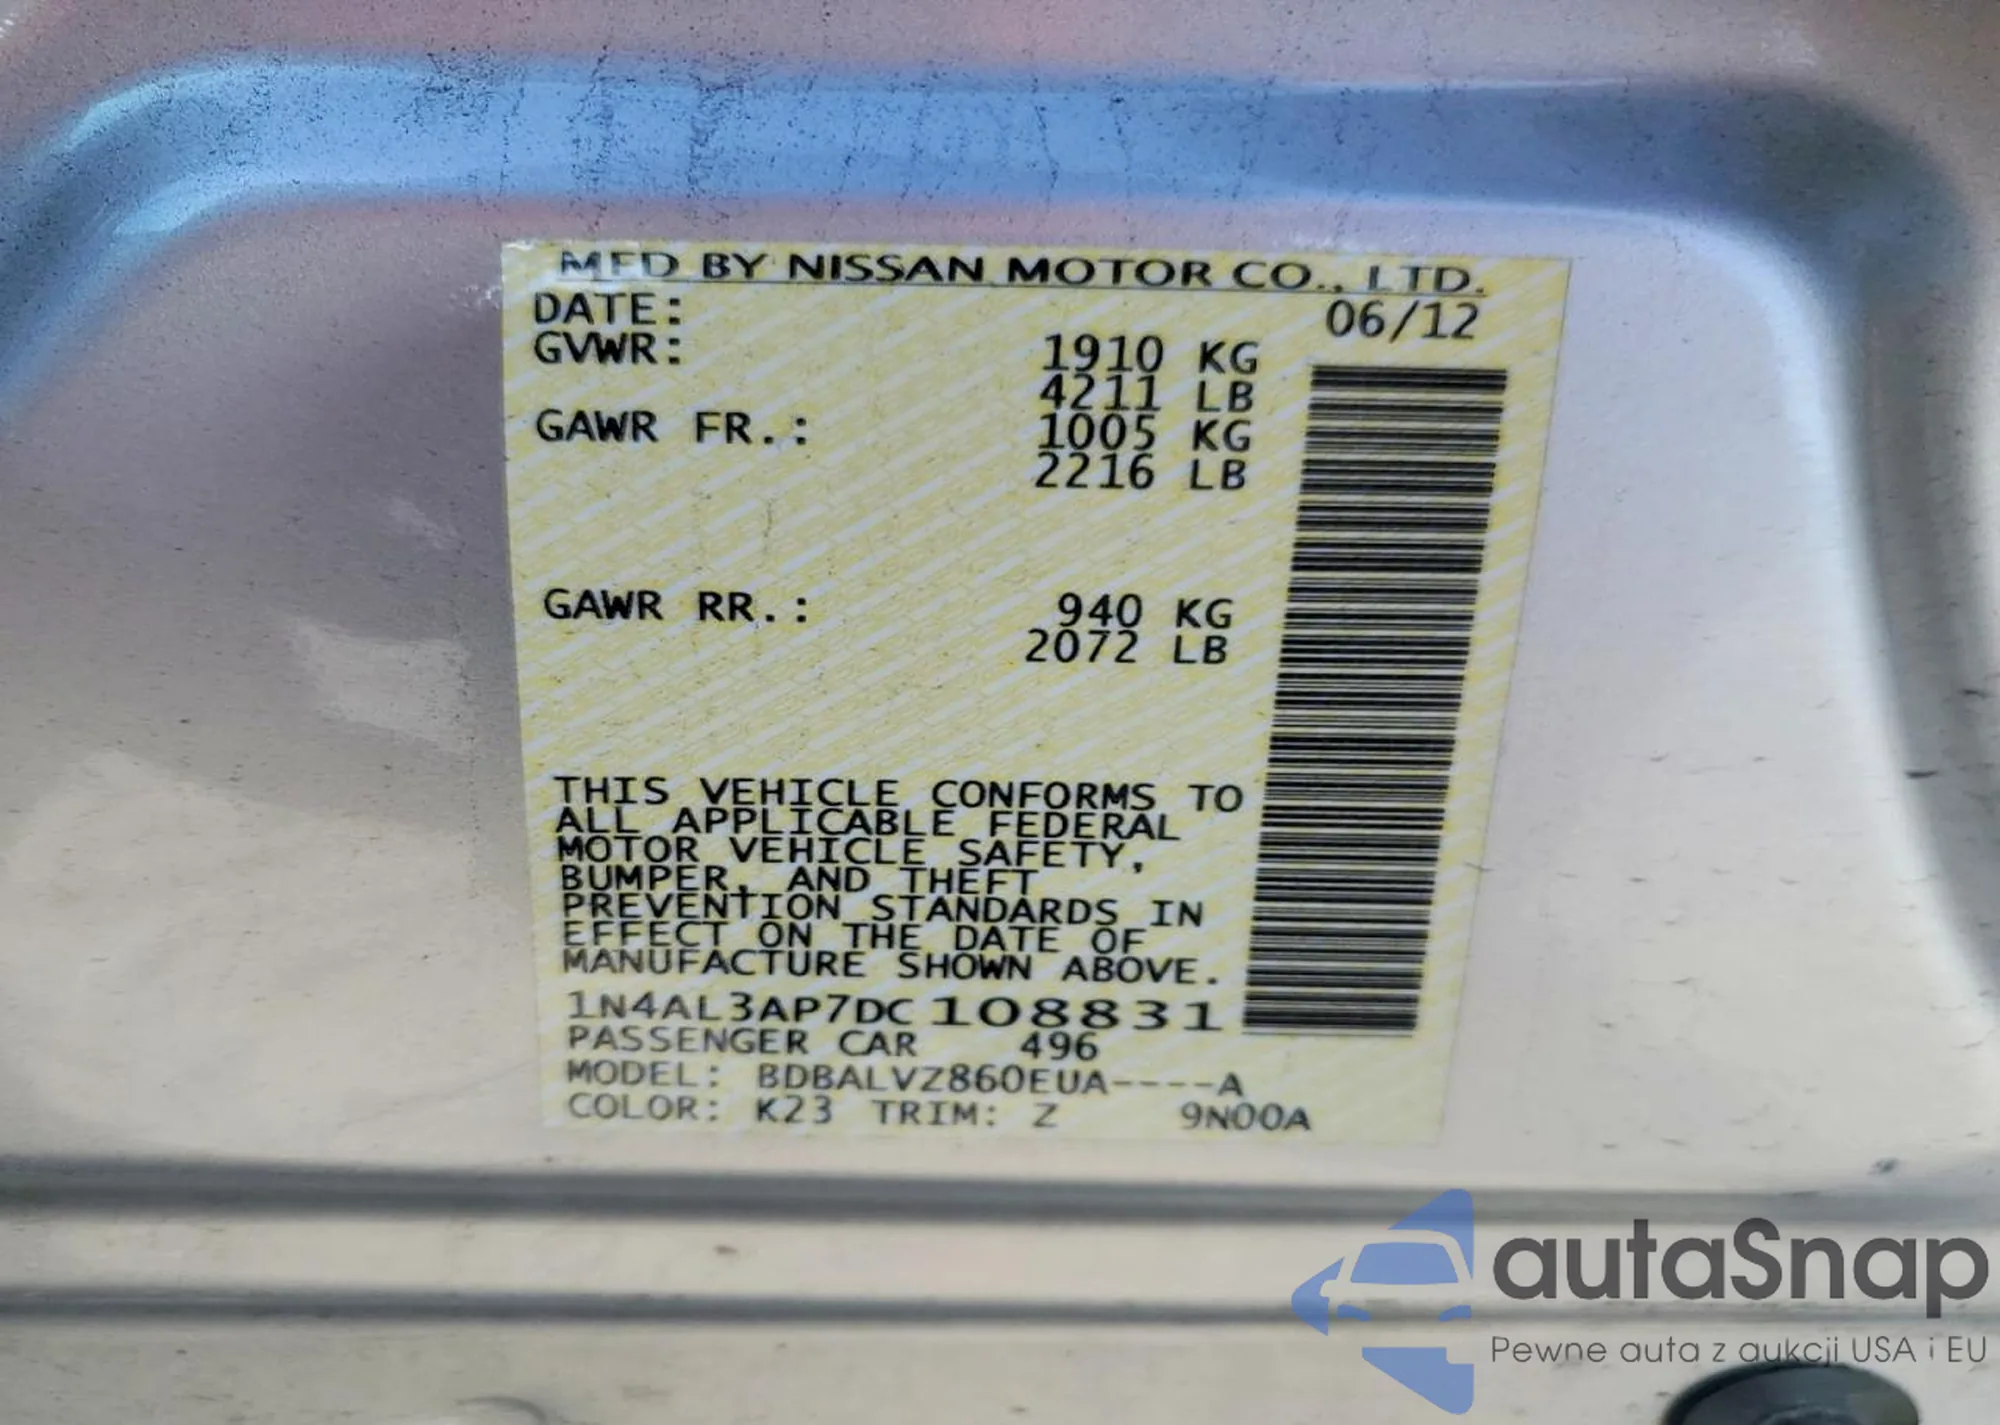 MFD BY NISSAN MOTOR CO., LTD.
DATE: 06/12
GVWR: 1910 KG
4211 LB
GAWR FR.: 1005 KG
2216 LB
GAWR RR.: 940 KG
2072 LB
THIS VEHICLE CONFORMS TO
ALL APPLICABLE FEDERAL
MOTOR VEHICLE SAFETY,
BUMPER, AND THEFT
PREVENTION STANDARDS IN
EFFECT ON THE DATE OF
MANUFACTURE SHOWN ABOVE.
1N4AL3AP7DC108831
PASSENGER CAR 496
MODEL: BDBALVZ860EUA----A
COLOR: K23 TRIM: Z 9N00A
autaSnap
Pewne auta z aukcji USA i EU